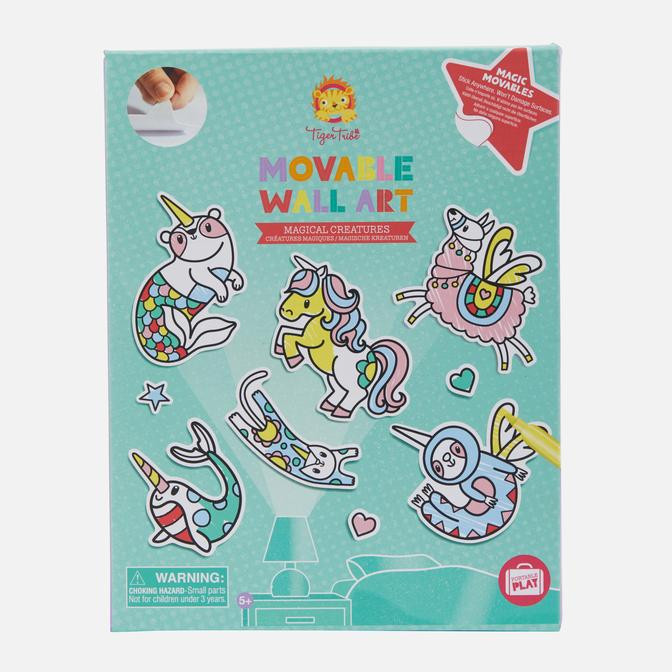 Tiger Tribe
MAGIC
MOVABLES
Stick Anywhere. Won't Damage Surfaces.
MOVABLE
WALL ART
MAGICAL CREATURES
CRÉATURES MAGIQUES / MAGISCHE KREATUREN
WARNING:
CHOKING HAZARD-Small parts
Not for children under 3 years.
5+
PORTABLE
PLAY